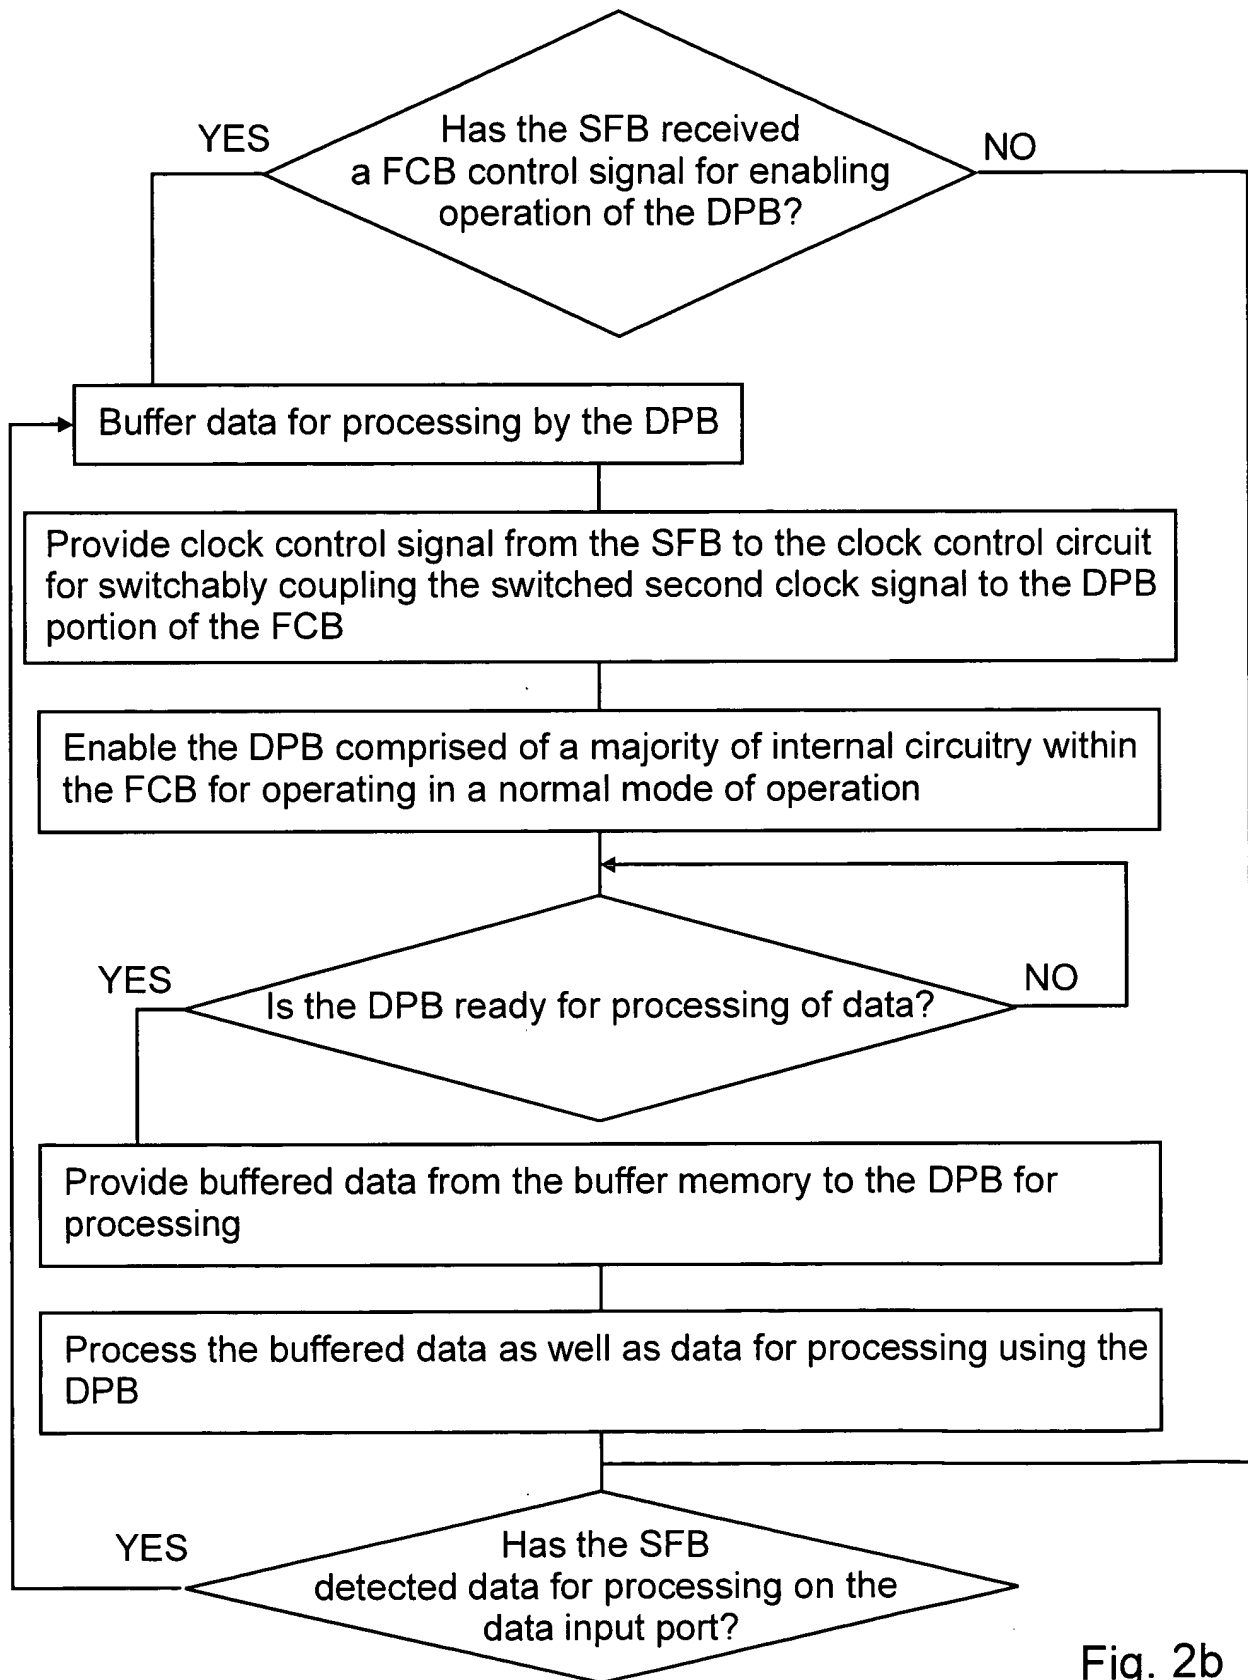 Has the SFB received
a FCB control signal for enabling
operation of the DPB?
YES
NO
Buffer data for processing by the DPB
Provide clock control signal from the SFB to the clock control circuit
for switchably coupling the switched second clock signal to the DPB
portion of the FCB
Enable the DPB comprised of a majority of internal circuitry within
the FCB for operating in a normal mode of operation
YES
Is the DPB ready for processing of data?
NO
Provide buffered data from the buffer memory to the DPB for
processing
Process the buffered data as well as data for processing using the
DPB
YES
Has the SFB
detected data for processing on the
data input port?
Fig. 2b